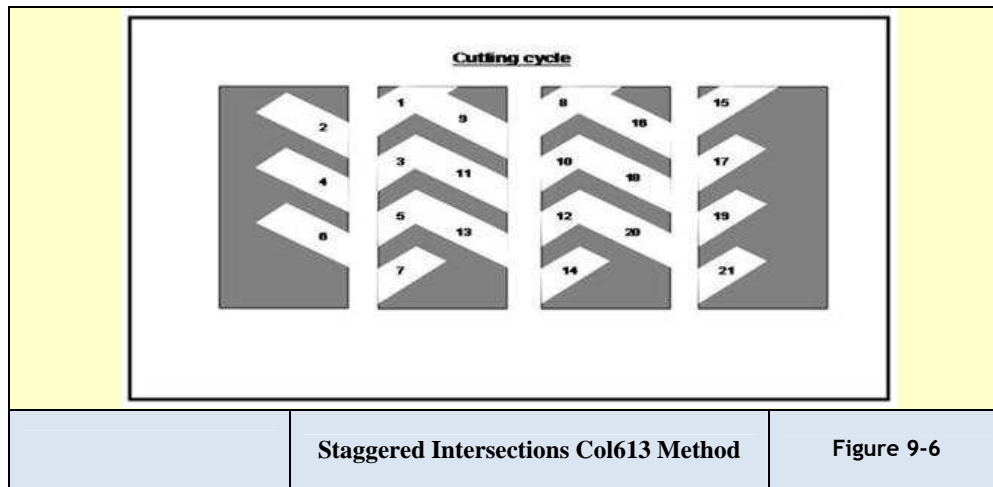 Cutting cycle
1 8 15
2 9 16
3 10 17
4 11 18
5 12 19
6 13 20
7 14 21
Staggered Intersections Col613 Method
Figure 9-6